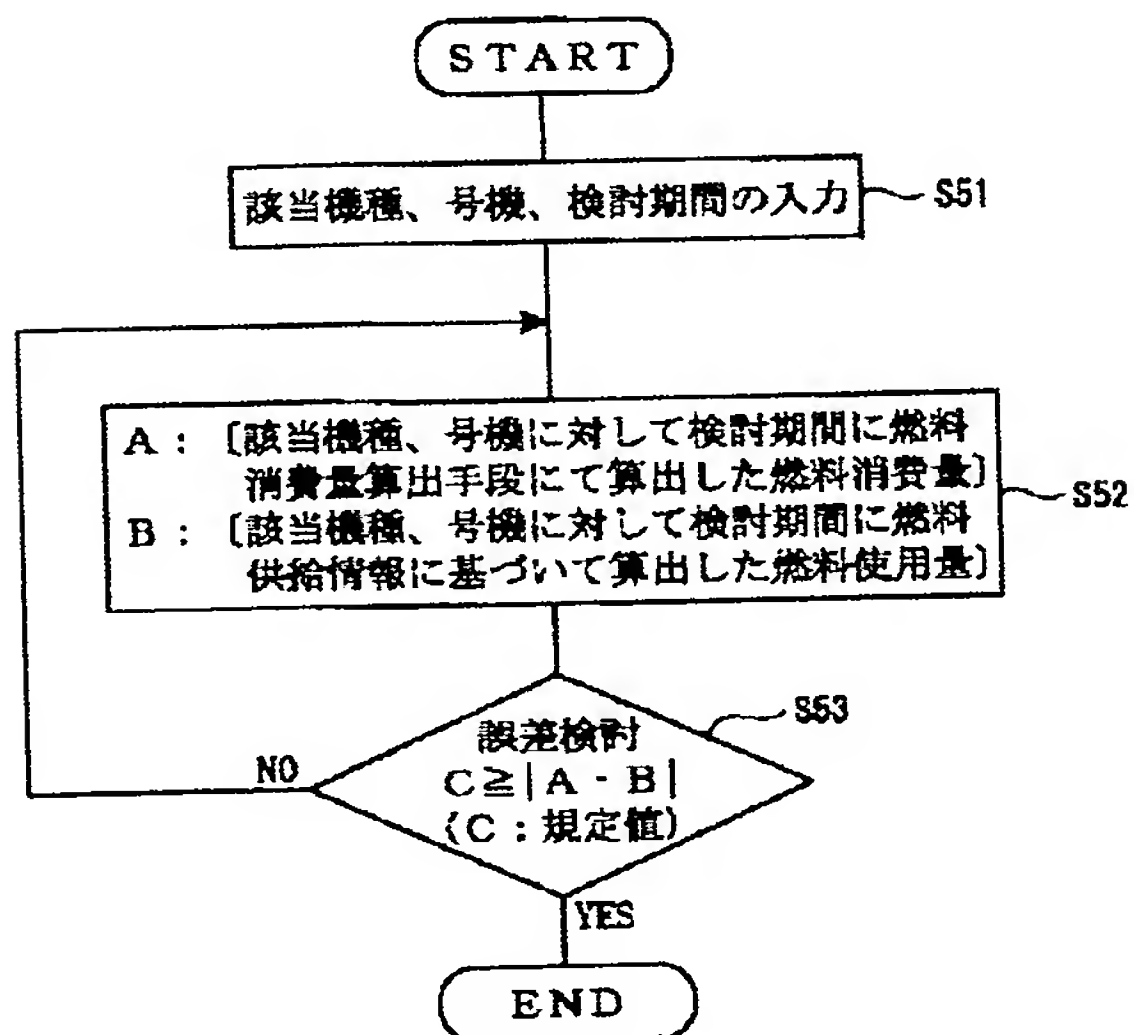 START
該当機種、号機、検討期間の入力
S51
A：〔該当機種、号機に対して検討期間に燃料
消費量算出手段にて算出した燃料消費量〕
B：〔該当機種、号機に対して検討期間に燃料
供給情報に基づいて算出した燃料使用量〕
S52
誤差検討
C≧|A-B|
(C：規定値)
S53
NO
YES
END